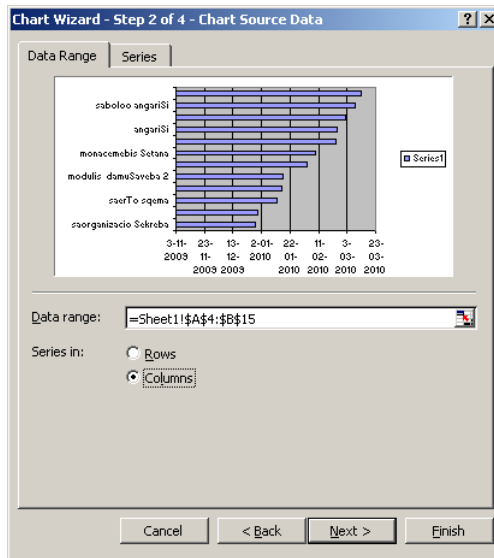 Chart Wizard - Step 2 of 4 - Chart Source Data
Data Range
Series
saboloo angariSi
angariSi
monacemebis Setana
modulis damuSaveba 2
saerTo sqema
saorganizacio Sekreba
Series1
3-11-2009
23-11-2009
13-12-2009
2-01-2010
22-01-2010
11-02-2010
3-03-2010
23-03-2010
Data range:
=Sheet1!$A$4:$B$15
Series in:
Rows
Columns
Cancel
< Back
Next >
Finish